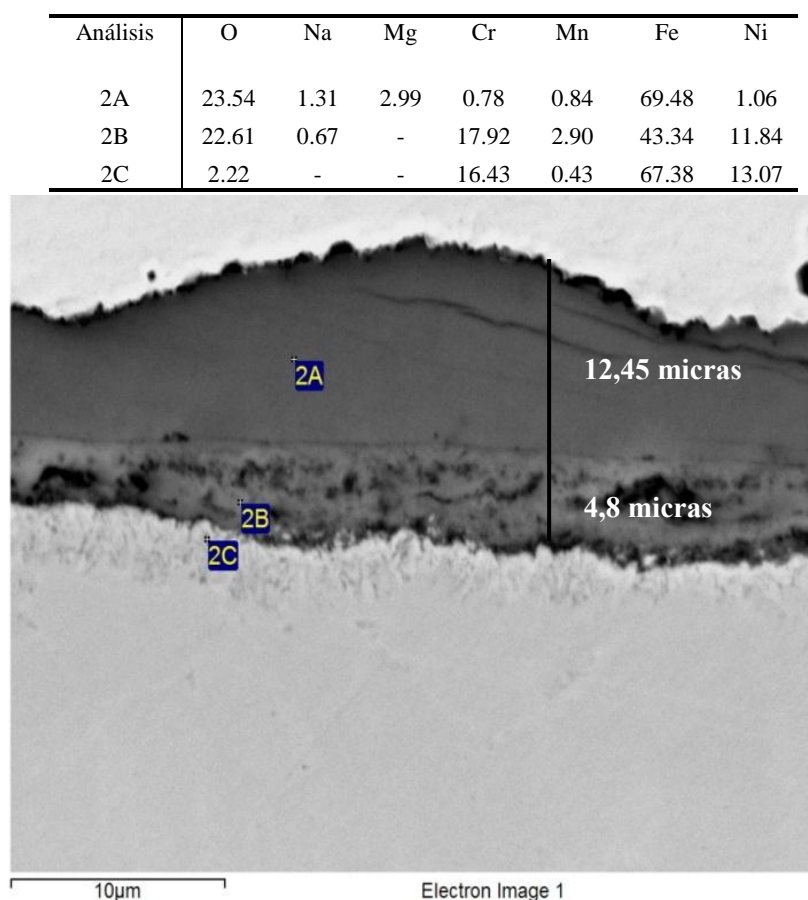 Análisis O Na Mg Cr Mn Fe Ni
2A 23.54 1.31 2.99 0.78 0.84 69.48 1.06
2B 22.61 0.67 - 17.92 2.90 43.34 11.84
2C 2.22 - - 16.43 0.43 67.38 13.07
12,45 micras
2A
4,8 micras
2B
2C
10µm Electron Image 1